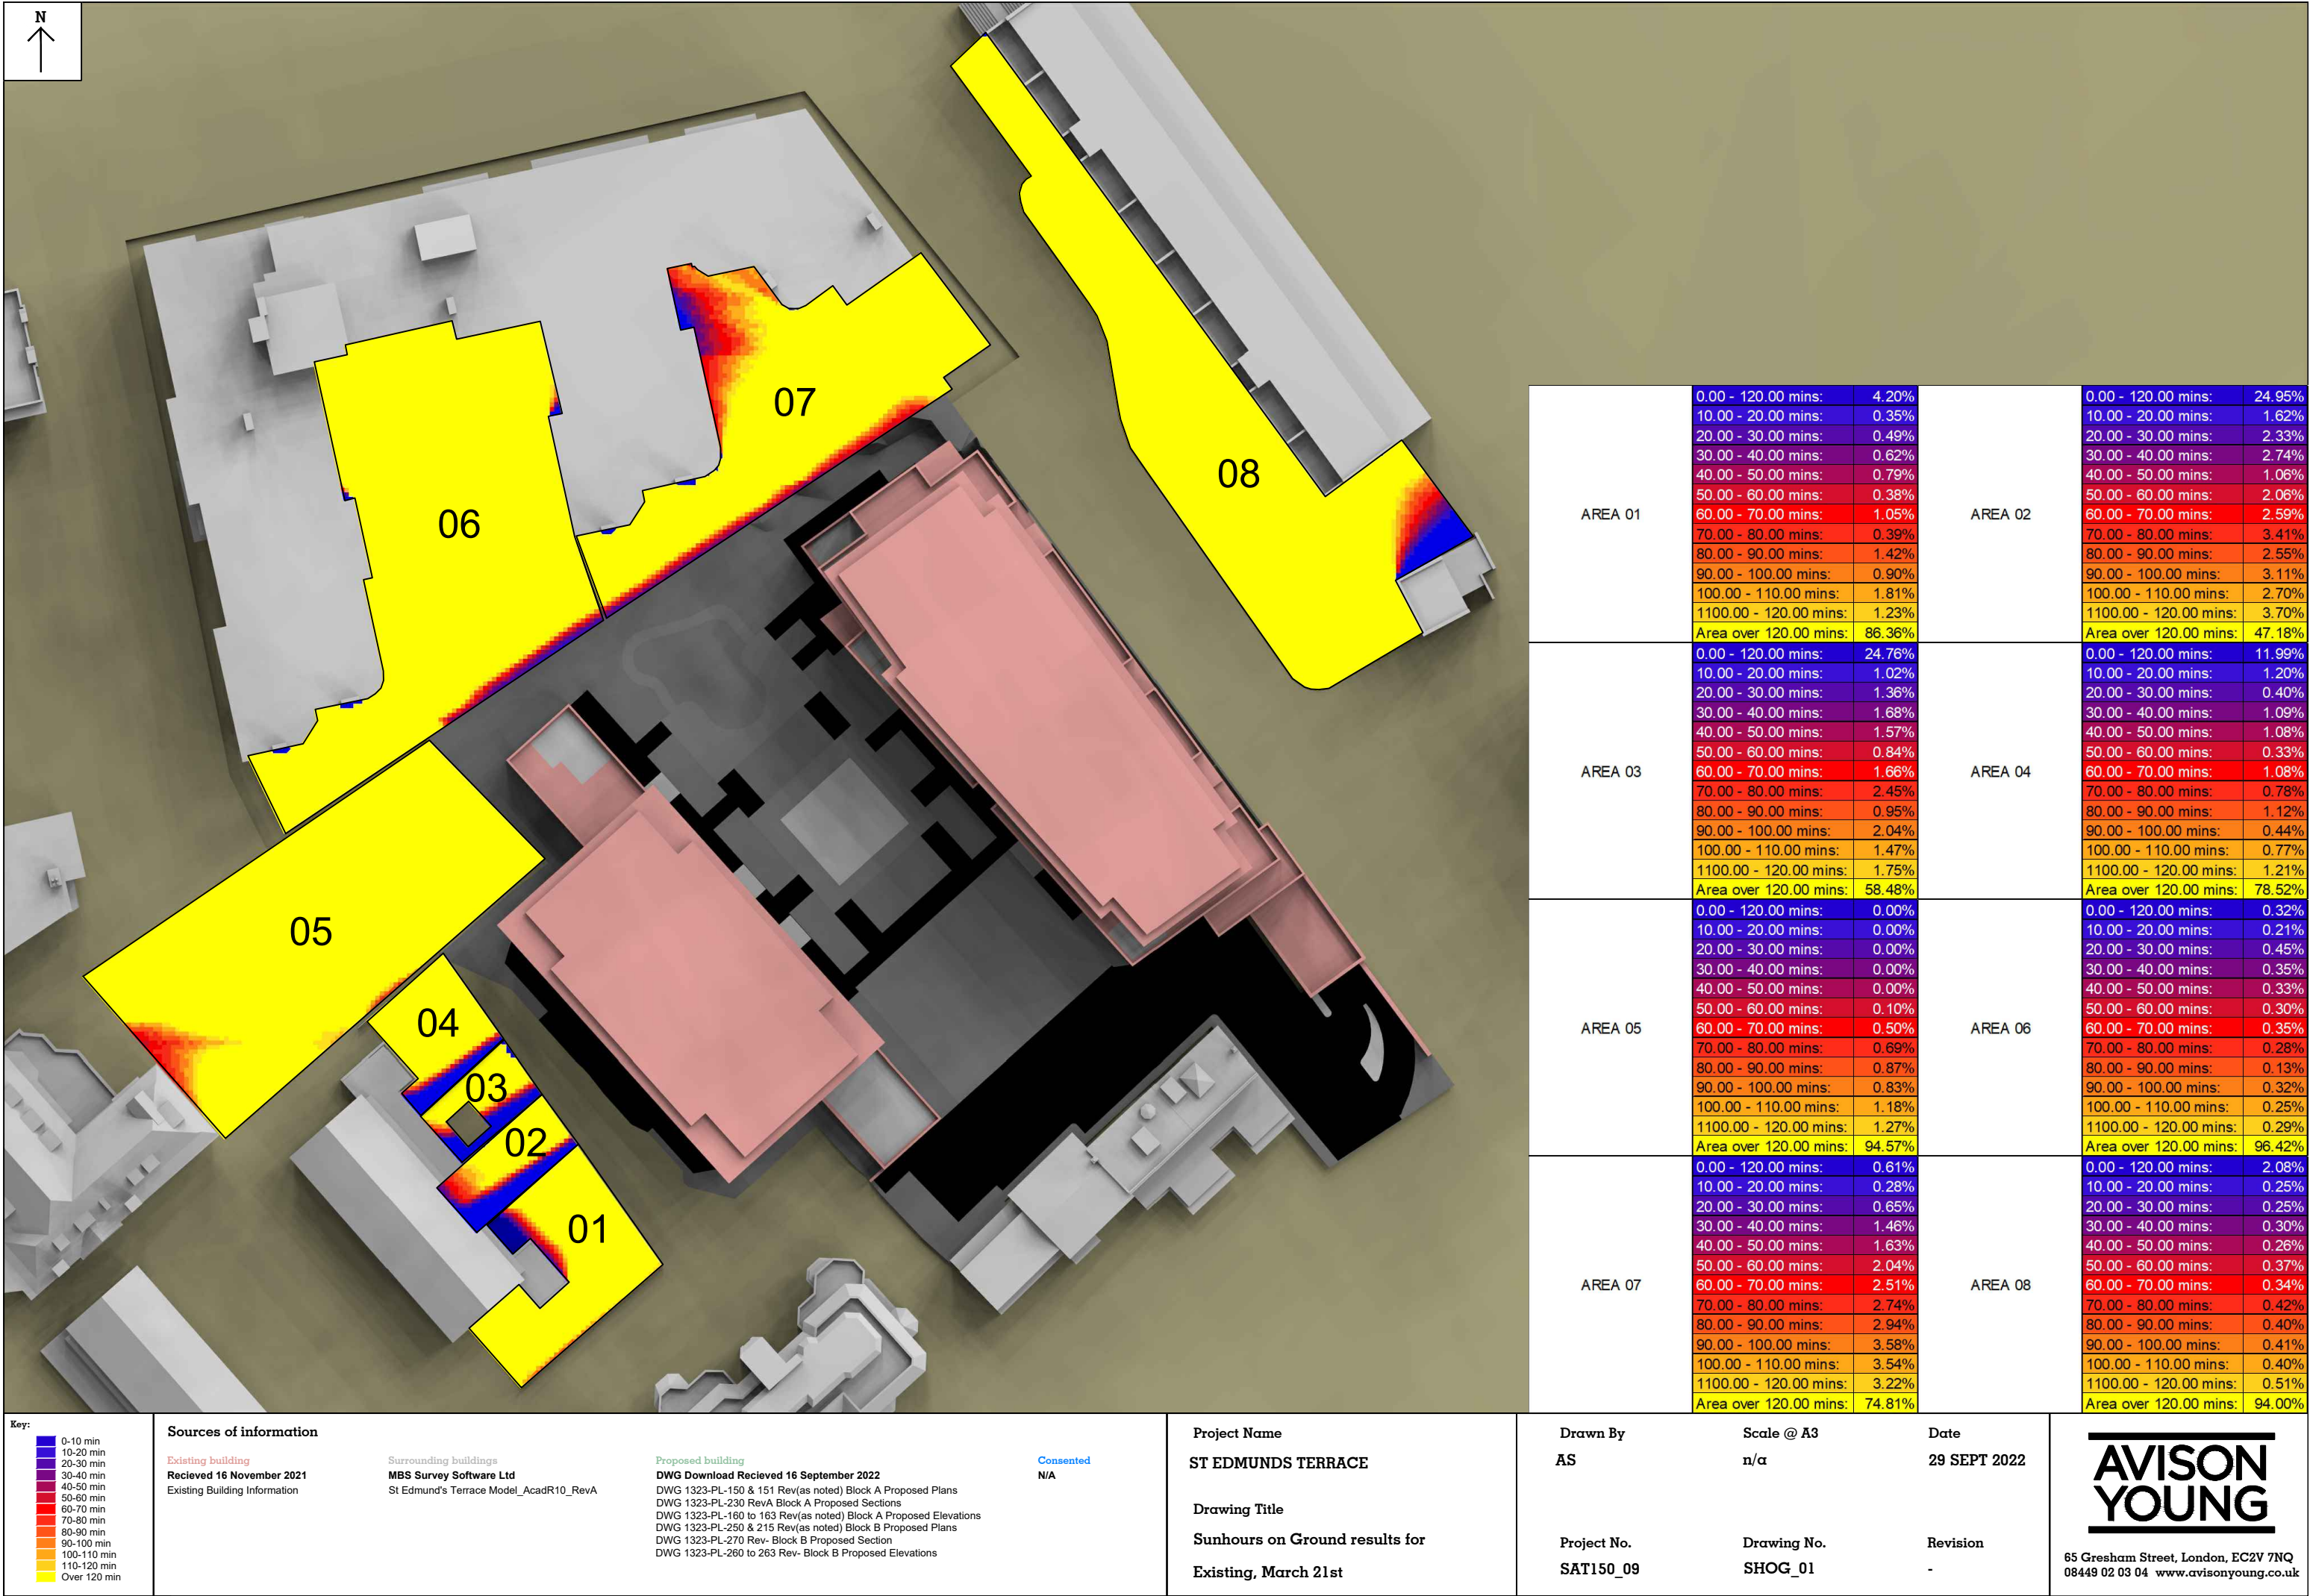 N
06
07
08
05
04
03
02
01
AREA 01
0.00 - 120.00 mins: 4.20%
10.00 - 20.00 mins: 0.35%
20.00 - 30.00 mins: 0.49%
30.00 - 40.00 mins: 0.62%
40.00 - 50.00 mins: 0.79%
50.00 - 60.00 mins: 0.38%
60.00 - 70.00 mins: 1.05%
70.00 - 80.00 mins: 0.39%
80.00 - 90.00 mins: 1.42%
90.00 - 100.00 mins: 0.90%
100.00 - 110.00 mins: 1.81%
1100.00 - 120.00 mins: 1.23%
Area over 120.00 mins: 86.36%
AREA 02
0.00 - 120.00 mins: 24.95%
10.00 - 20.00 mins: 1.62%
20.00 - 30.00 mins: 2.33%
30.00 - 40.00 mins: 2.74%
40.00 - 50.00 mins: 1.06%
50.00 - 60.00 mins: 2.06%
60.00 - 70.00 mins: 2.59%
70.00 - 80.00 mins: 3.41%
80.00 - 90.00 mins: 2.55%
90.00 - 100.00 mins: 3.11%
100.00 - 110.00 mins: 2.70%
1100.00 - 120.00 mins: 3.70%
Area over 120.00 mins: 47.18%
AREA 03
0.00 - 120.00 mins: 24.76%
10.00 - 20.00 mins: 1.02%
20.00 - 30.00 mins: 1.36%
30.00 - 40.00 mins: 1.68%
40.00 - 50.00 mins: 1.57%
50.00 - 60.00 mins: 0.84%
60.00 - 70.00 mins: 1.66%
70.00 - 80.00 mins: 2.45%
80.00 - 90.00 mins: 0.95%
90.00 - 100.00 mins: 2.04%
100.00 - 110.00 mins: 1.47%
1100.00 - 120.00 mins: 1.75%
Area over 120.00 mins: 58.48%
AREA 04
0.00 - 120.00 mins: 11.99%
10.00 - 20.00 mins: 1.20%
20.00 - 30.00 mins: 0.40%
30.00 - 40.00 mins: 1.09%
40.00 - 50.00 mins: 1.08%
50.00 - 60.00 mins: 0.33%
60.00 - 70.00 mins: 1.08%
70.00 - 80.00 mins: 0.78%
80.00 - 90.00 mins: 1.12%
90.00 - 100.00 mins: 0.44%
100.00 - 110.00 mins: 0.77%
1100.00 - 120.00 mins: 1.21%
Area over 120.00 mins: 78.52%
AREA 05
0.00 - 120.00 mins: 0.00%
10.00 - 20.00 mins: 0.00%
20.00 - 30.00 mins: 0.00%
30.00 - 40.00 mins: 0.00%
40.00 - 50.00 mins: 0.00%
50.00 - 60.00 mins: 0.10%
60.00 - 70.00 mins: 0.50%
70.00 - 80.00 mins: 0.69%
80.00 - 90.00 mins: 0.87%
90.00 - 100.00 mins: 0.83%
100.00 - 110.00 mins: 1.18%
1100.00 - 120.00 mins: 1.27%
Area over 120.00 mins: 94.57%
AREA 06
0.00 - 120.00 mins: 0.32%
10.00 - 20.00 mins: 0.21%
20.00 - 30.00 mins: 0.45%
30.00 - 40.00 mins: 0.35%
40.00 - 50.00 mins: 0.33%
50.00 - 60.00 mins: 0.30%
60.00 - 70.00 mins: 0.35%
70.00 - 80.00 mins: 0.28%
80.00 - 90.00 mins: 0.13%
90.00 - 100.00 mins: 0.32%
100.00 - 110.00 mins: 0.25%
1100.00 - 120.00 mins: 0.29%
Area over 120.00 mins: 96.42%
AREA 07
0.00 - 120.00 mins: 0.61%
10.00 - 20.00 mins: 0.28%
20.00 - 30.00 mins: 0.65%
30.00 - 40.00 mins: 1.46%
40.00 - 50.00 mins: 1.63%
50.00 - 60.00 mins: 2.04%
60.00 - 70.00 mins: 2.51%
70.00 - 80.00 mins: 2.74%
80.00 - 90.00 mins: 2.94%
90.00 - 100.00 mins: 3.58%
100.00 - 110.00 mins: 3.54%
1100.00 - 120.00 mins: 3.22%
Area over 120.00 mins: 74.81%
AREA 08
0.00 - 120.00 mins: 2.08%
10.00 - 20.00 mins: 0.25%
20.00 - 30.00 mins: 0.25%
30.00 - 40.00 mins: 0.30%
40.00 - 50.00 mins: 0.26%
50.00 - 60.00 mins: 0.37%
60.00 - 70.00 mins: 0.34%
70.00 - 80.00 mins: 0.42%
80.00 - 90.00 mins: 0.40%
90.00 - 100.00 mins: 0.41%
100.00 - 110.00 mins: 0.40%
1100.00 - 120.00 mins: 0.51%
Area over 120.00 mins: 94.00%
Key:
0-10 min
10-20 min
20-30 min
30-40 min
40-50 min
50-60 min
60-70 min
70-80 min
80-90 min
90-100 min
100-110 min
110-120 min
Over 120 min
Sources of information
Existing building
Recieved 16 November 2021
Existing Building Information
Surrounding buildings
MBS Survey Software Ltd
St Edmund's Terrace Model_AcadR10_RevA
Proposed building
DWG Download Recieved 16 September 2022
DWG 1323-PL-150 & 151 Rev(as noted) Block A Proposed Plans
DWG 1323-PL-230 RevA Block A Proposed Sections
DWG 1323-PL-160 to 163 Rev(as noted) Block A Proposed Elevations
DWG 1323-PL-250 & 215 Rev(as noted) Block B Proposed Plans
DWG 1323-PL-270 Rev- Block B Proposed Section
DWG 1323-PL-260 to 263 Rev- Block B Proposed Elevations
Consented
N/A
Project Name
ST EDMUNDS TERRACE
Drawing Title
Sunhours on Ground results for
Existing, March 21st
Drawn By
AS
Scale @ A3
n/a
Date
29 SEPT 2022
Project No.
SAT150_09
Drawing No.
SHOG_01
Revision
-
AVISON
YOUNG
65 Gresham Street, London, EC2V 7NQ
08449 02 03 04 www.avisonyoung.co.uk